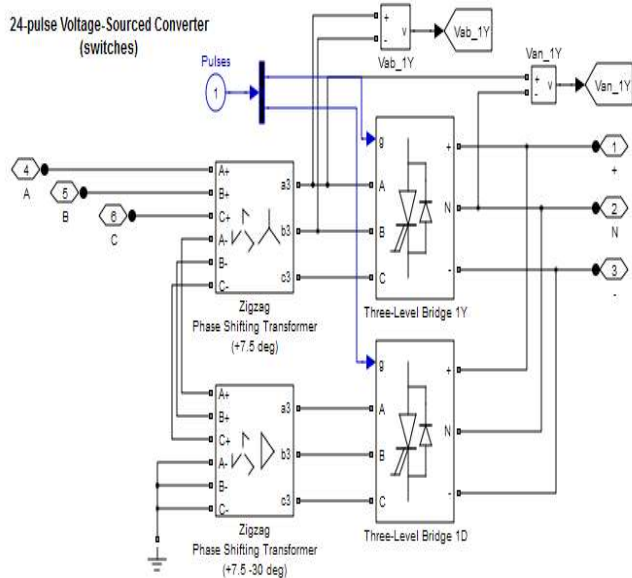 24-pulse Voltage-Sourced Converter
(switches)
+
-
v
Vab_1Y
Vab_1Y
+
-
v
Van_1Y
Van_1Y
Pulses
1
4
A
5
B
6
C
A+
B+
C+
A-
B-
C-
a3
b3
c3
Zigzag
Phase Shifting Transformer
(+7.5 deg)
g
A
B
C
+
N
-
Three-Level Bridge 1Y
1
+
2
N
3
-
A+
B+
C+
A-
B-
C-
a3
b3
c3
Zigzag
Phase Shifting Transformer
(+7.5 -30 deg)
g
A
B
C
+
N
-
Three-Level Bridge 1D